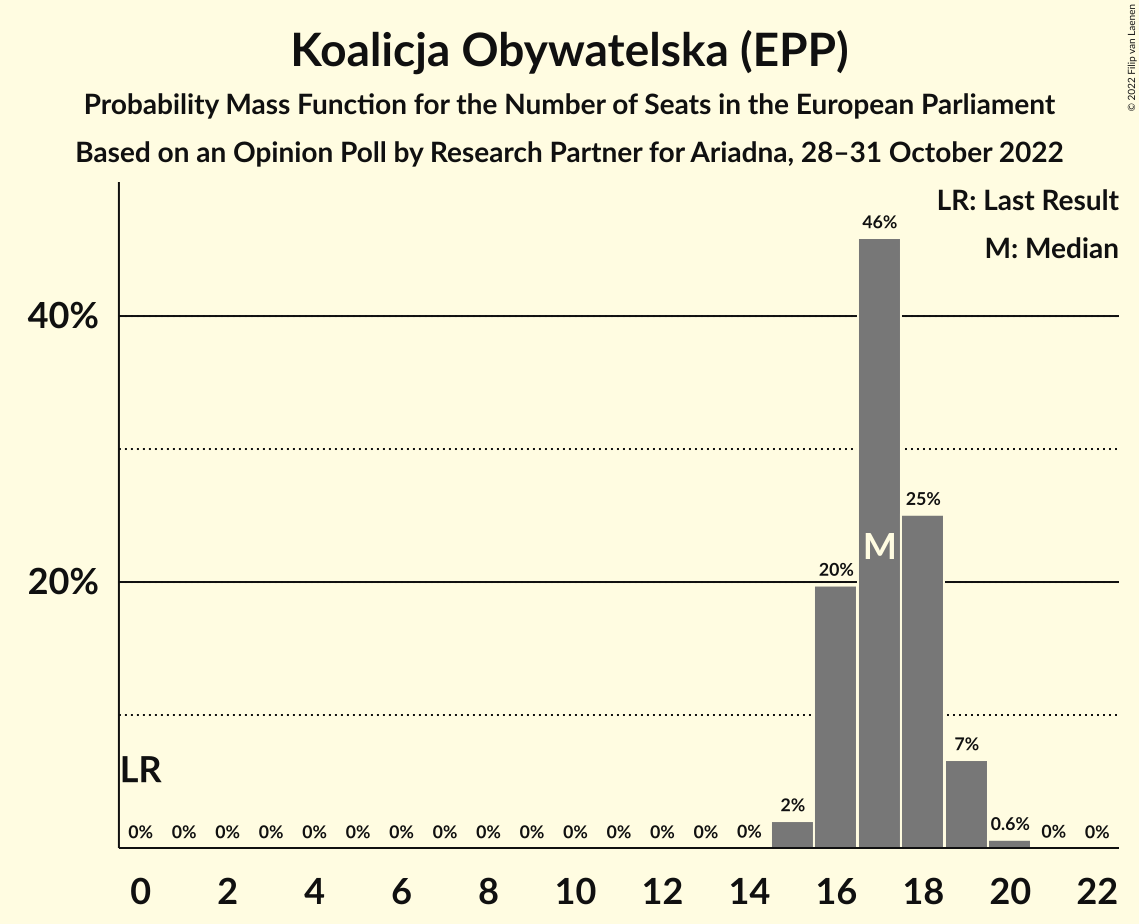 Koalicja Obywatelska (EPP)
Probability Mass Function for the Number of Seats in the European Parliament
Based on an Opinion Poll by Research Partner for Ariadna, 28–31 October 2022
© 2022 Filip van Laenen
LR: Last Result
M: Median
40%
20%
46%
25%
20%
M
7%
2%
0.6%
LR
0% 0% 0% 0% 0% 0% 0% 0% 0% 0% 0% 0% 0% 0% 0% 0% 0%
0 2 4 6 8 10 12 14 16 18 20 22